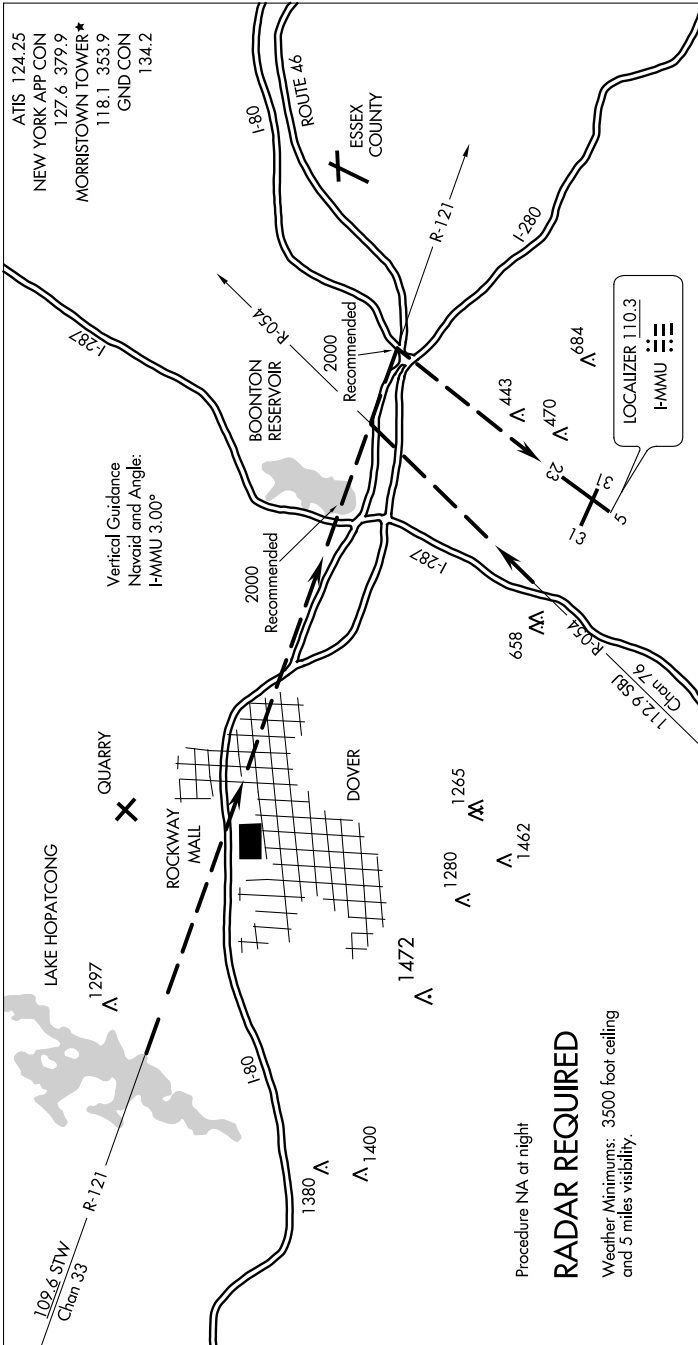 ATIS 124.25
NEW YORK APP CON
127.6 379.9
MORRISTOWN TOWER★
118.1 353.9
GND CON
134.2
109.6 STW
Chan 33
R-121
LAKE HOPATCONG
1297
QUARRY
Vertical Guidance
Navaid and Angle:
I-MMU 3.00°
I-287
I-80
ROUTE 46
ESSEX
COUNTY
ROCKWAY
MALL
BOONTON
RESERVOIR
R-054
2000
Recommended
2000
Recommended
R-121
I-80
DOVER
I-280
1380
1400
1472
1280
1265
1462
I-287
658
R-054
112.9 SBJ
Chan 76
443
470
684
23
31
13
5
LOCALIZER 110.3
I-MMU
Procedure NA at night
RADAR REQUIRED
Weather Minimums: 3500 foot ceiling
and 5 miles visibility.